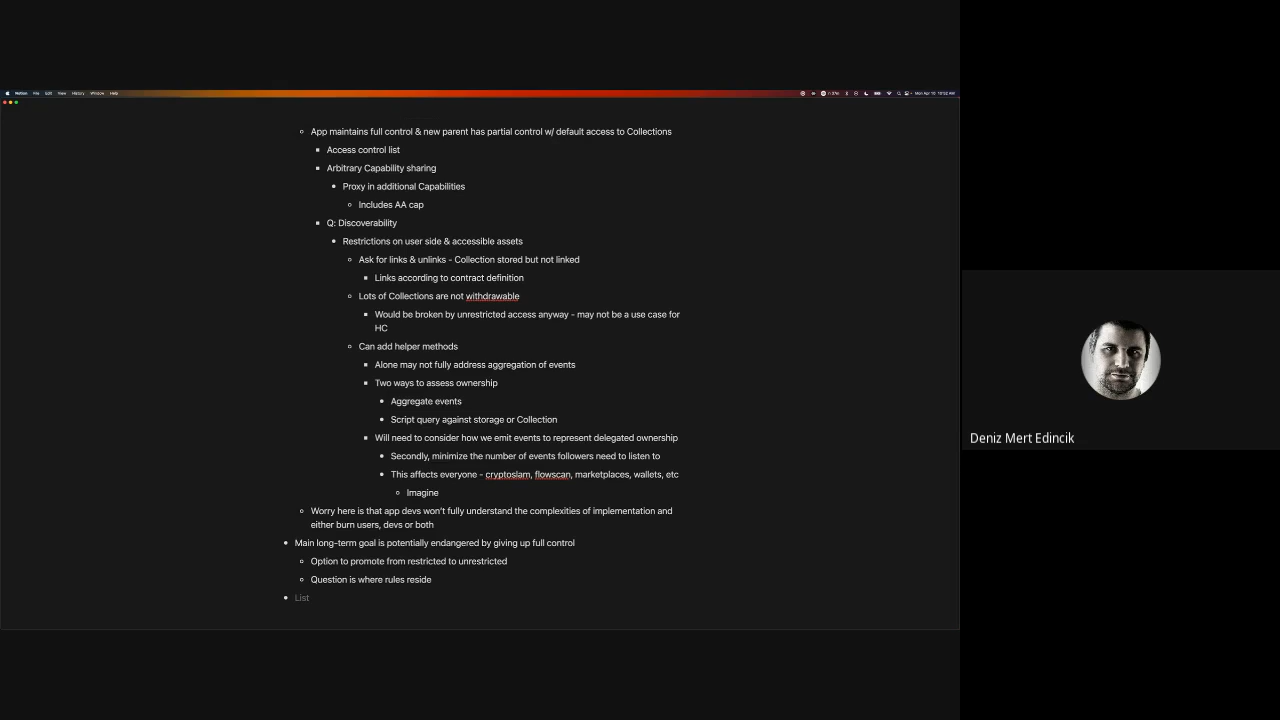 Notion File Edit View History Window Help
App maintains full control & new parent has partial control w/ default access to Collections
Access control list
Arbitrary Capability sharing
Proxy in additional Capabilities
Includes AA cap
Q: Discoverability
Restrictions on user side & accessible assets
Ask for links & unlinks - Collection stored but not linked
Links according to contract definition
Lots of Collections are not withdrawable
Would be broken by unrestricted access anyway - may not be a use case for
HC
Can add helper methods
Alone may not fully address aggregation of events
Two ways to assess ownership
Aggregate events
Script query against storage or Collection
Will need to consider how we emit events to represent delegated ownership
Secondly, minimize the number of events followers need to listen to
This affects everyone - cryptoslam, flowscan, marketplaces, wallets, etc
Imagine
Worry here is that app devs won't fully understand the complexities of implementation and
either burn users, devs or both
Main long-term goal is potentially endangered by giving up full control
Option to promote from restricted to unrestricted
Question is where rules reside
List
Deniz Mert Edincik